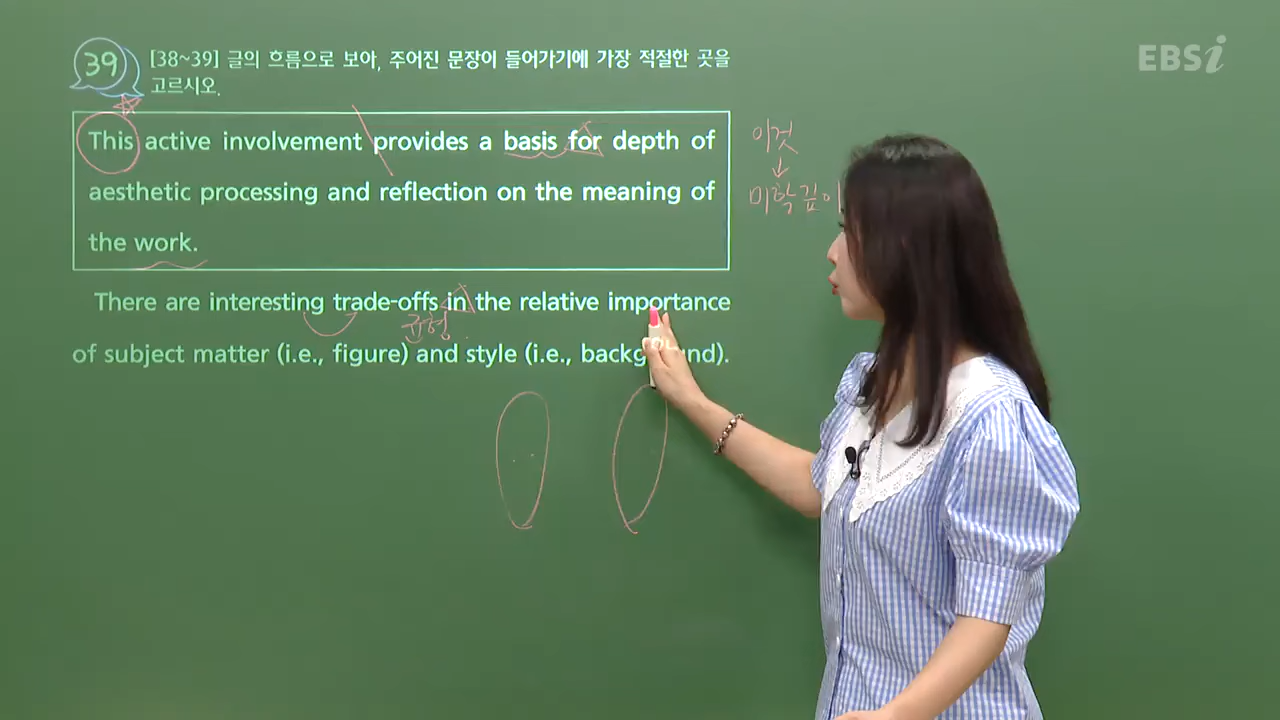 39
[38~39] 글의 흐름으로 보아, 주어진 문장이 들어가기에 가장 적절한 곳을
고르시오.
EBSi
This active involvement provides a basis for depth of
aesthetic processing and reflection on the meaning of
the work.
이것
미학 깊이
There are interesting trade-offs in the relative importance
균형
of subject matter (i.e., figure) and style (i.e., background).